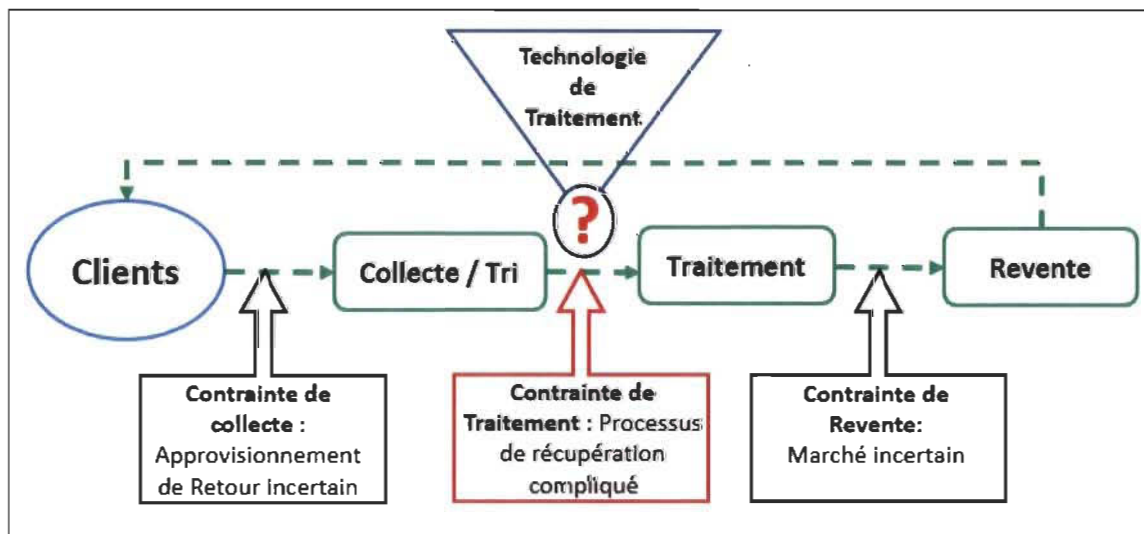 Technologie
de
Traitement
?
Clients
Collecte / Tri
Traitement
Revente
Contrainte de
collecte :
Approvisionnement
de Retour incertain
Contrainte de
Traitement : Processus
de récupération
compliqué
Contrainte de
Revente:
Marché incertain